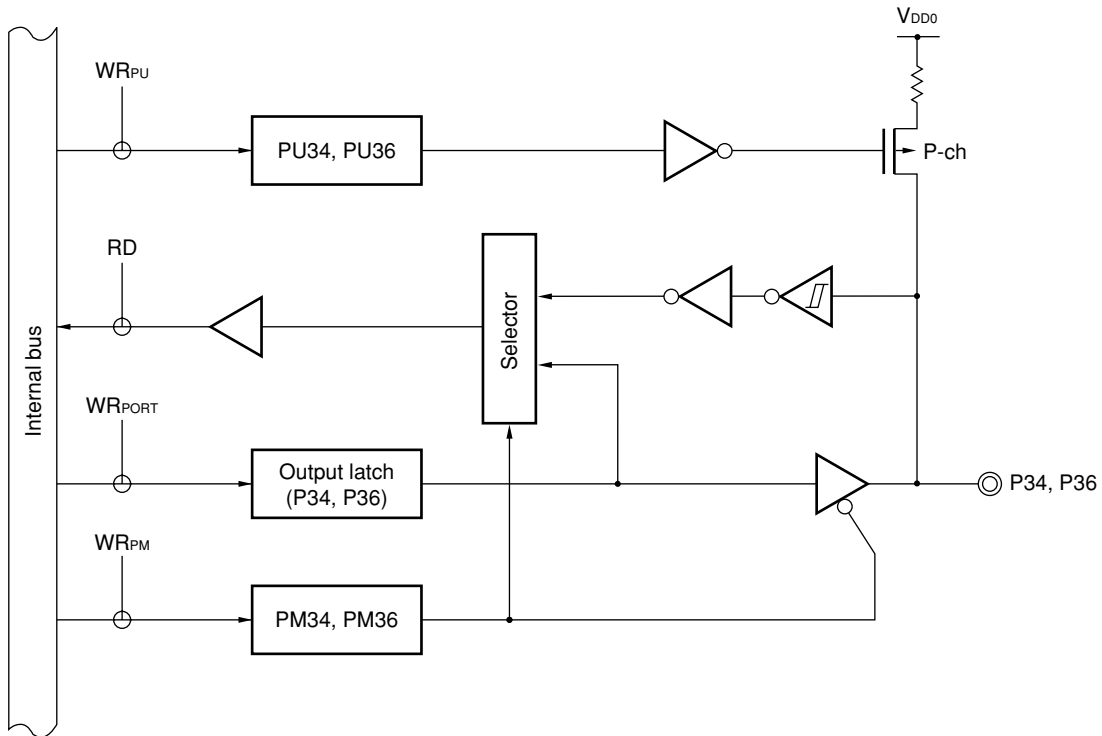 VDD0
WRPU
PU34, PU36
P-ch
RD
Selector
Internal bus
WRPORT
Output latch
(P34, P36)
P34, P36
WRPM
PM34, PM36